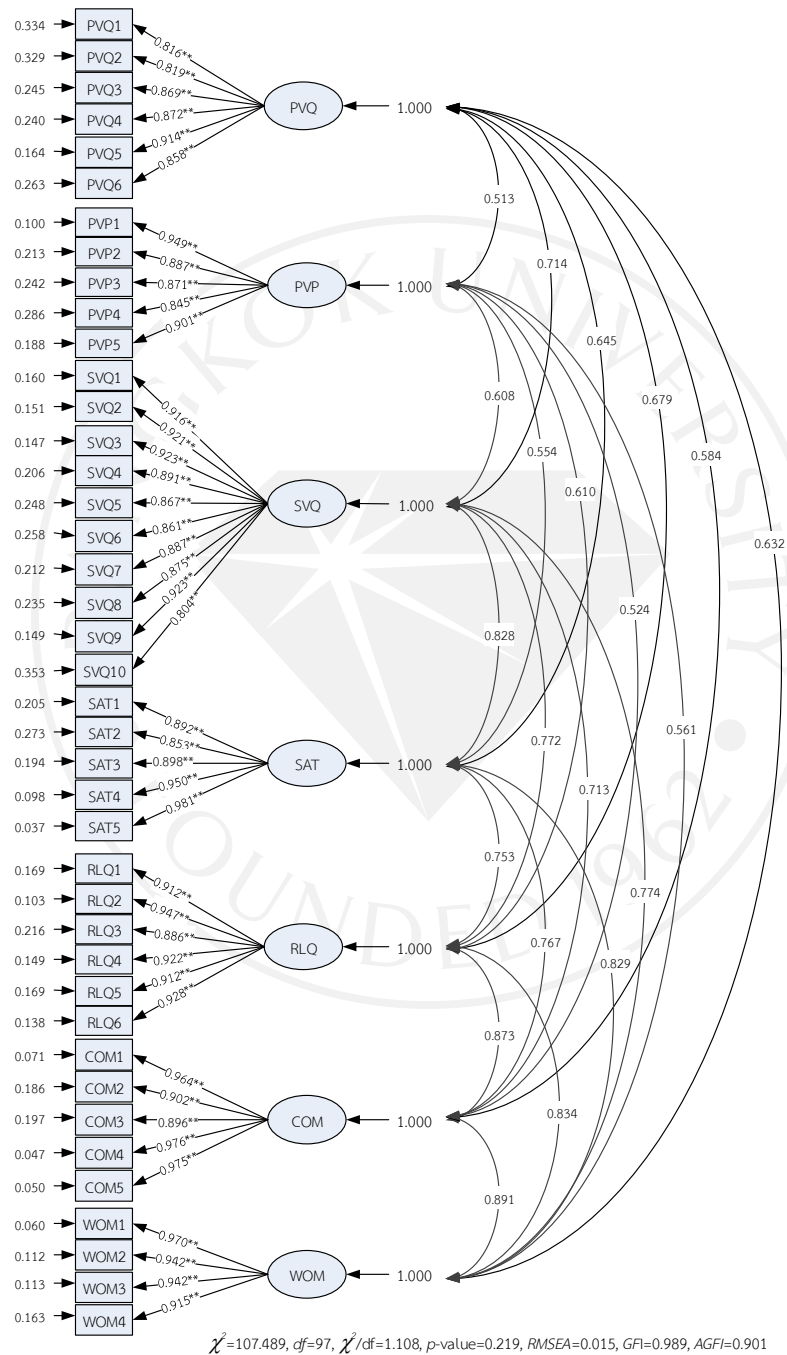 0.334 PVQ1 0.816**
0.329 PVQ2 0.819**
0.245 PVQ3 0.869**
0.240 PVQ4 0.872**
0.164 PVQ5 0.914**
0.263 PVQ6 0.858**
PVQ 1.000
0.100 PVP1 0.949**
0.213 PVP2 0.887**
0.242 PVP3 0.871**
0.286 PVP4 0.845**
0.188 PVP5 0.901**
PVP 1.000
0.160 SVQ1 0.916**
0.151 SVQ2 0.921**
0.147 SVQ3 0.923**
0.206 SVQ4 0.891**
0.248 SVQ5 0.867**
0.258 SVQ6 0.861**
0.212 SVQ7 0.887**
0.235 SVQ8 0.875**
0.149 SVQ9 0.923**
0.353 SVQ10 0.804**
SVQ 1.000
0.205 SAT1 0.892**
0.273 SAT2 0.853**
0.194 SAT3 0.898**
0.098 SAT4 0.950**
0.037 SAT5 0.981**
SAT 1.000
0.169 RLQ1 0.912**
0.103 RLQ2 0.947**
0.216 RLQ3 0.886**
0.149 RLQ4 0.922**
0.169 RLQ5 0.912**
0.138 RLQ6 0.928**
RLQ 1.000
0.071 COM1 0.964**
0.186 COM2 0.902**
0.197 COM3 0.896**
0.047 COM4 0.976**
0.050 COM5 0.975**
COM 1.000
0.060 WOM1 0.970**
0.112 WOM2 0.942**
0.113 WOM3 0.942**
0.163 WOM4 0.915**
WOM 1.000
0.513
0.714
0.645
0.679
0.584
0.632
0.608
0.554
0.610
0.524
0.561
0.828
0.772
0.713
0.774
0.753
0.767
0.829
0.873
0.834
0.891
GKOK UNIVERSITY
OUNDED 1962
χ²=107.489, df=97, χ²/df=1.108, p-value=0.219, RMSEA=0.015, GFI=0.989, AGFI=0.901